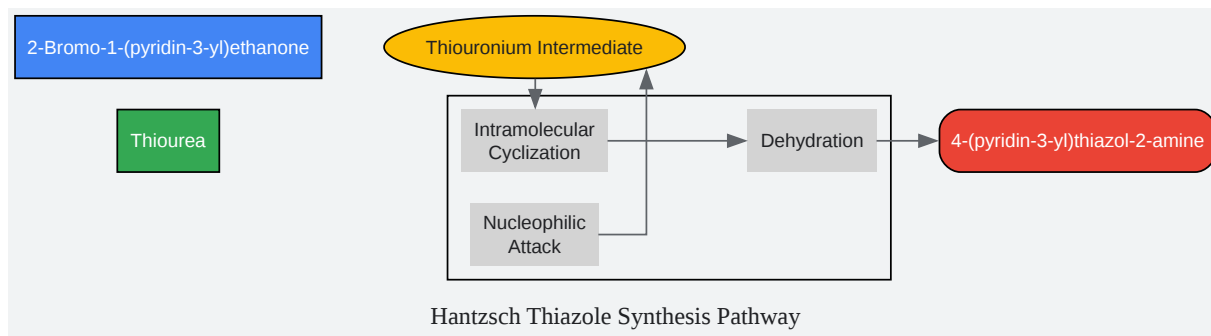 2-Bromo-1-(pyridin-3-yl)ethanone
Thiouronium Intermediate
Thiourea
Intramolecular
Cyclization
Dehydration
4-(pyridin-3-yl)thiazol-2-amine
Nucleophilic
Attack
Hantzsch Thiazole Synthesis Pathway